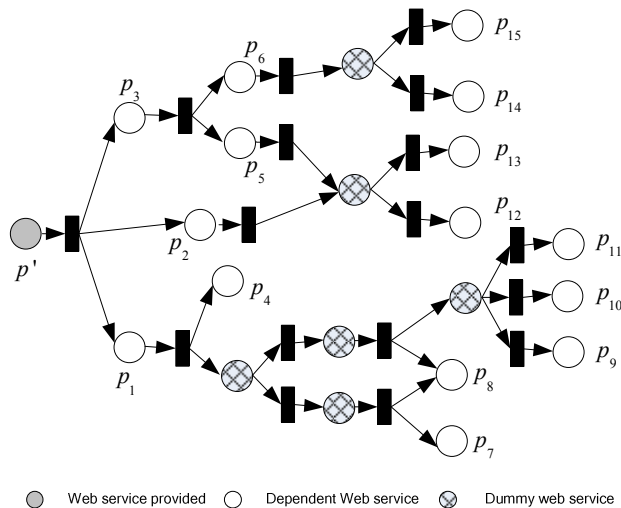 p15
p6
p3
p14
p13
p5
p12
p2
p11
p'
p4
p10
p9
p1
p8
p7
Web service provided
Dependent Web service
Dummy web service